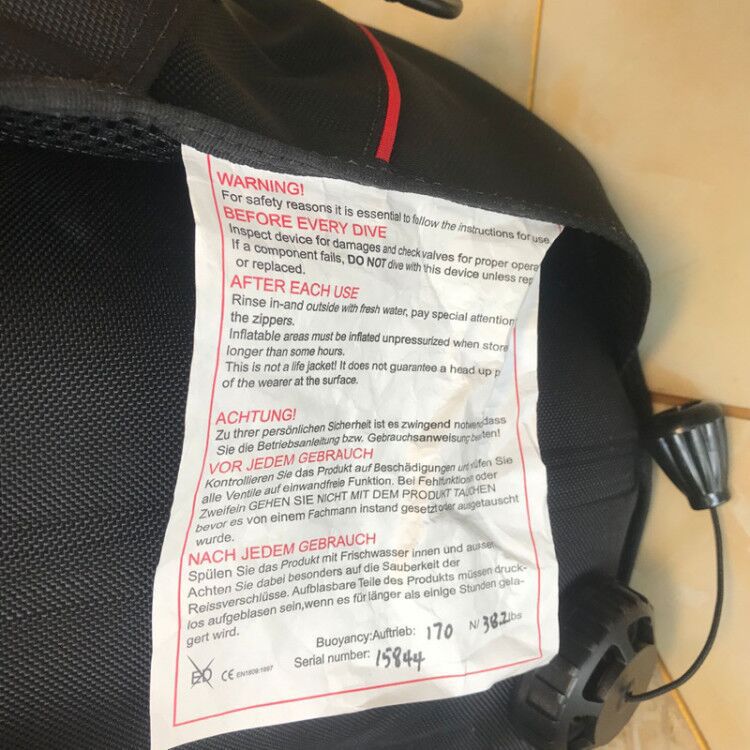 WARNING!
For safety reasons it is essential to follow the instructions for use
BEFORE EVERY DIVE
Inspect device for damages and check valves for proper opera
If a component fails, DO NOT dive with this device unless rep
or replaced.
AFTER EACH USE
Rinse in-and outside with fresh water, pay special attention
the zippers.
Inflatable areas must be inflated unpressurized when store
longer than some hours.
This is not a life jacket! It does not guarantee a head up p
of the wearer at the surface.
ACHTUNG!
Zu threr persönlichen Sicherheit ist es zwingend dass
Sie die Betriebsanleitung bzw. Gebrauchsanweisung
VOR JEDEM GEBRAUCH
Kontrollieren Sie das Produkt auf Beschädigungen Sie
alle Ventile auf einwandfreie Funktion. Bei Fehlfunktion oder
Zweifein GEHEN SIE NICHT MIT DEM PRODUKT TAUCHEN
bevor es von einem Fachmann instand gesetzt oder ausgetauscht
wurde.
NACH JEDEM GEBRAUCH
Spülen Sie das Produkt mit Frischwasser innen und
Achten Sie dabei besonders auf die Sauberkeit der
Reissverschlüsse. Aufblasbare Teile des Produkts müssen druck-
los aufgeblasen sein,wenn es für länger als einige Stunden gela-
gert wird.
Buoyancy:Auftrieb: 170 N/ 38.2 lbs
Serial number: 15844
CE EN1809:1997